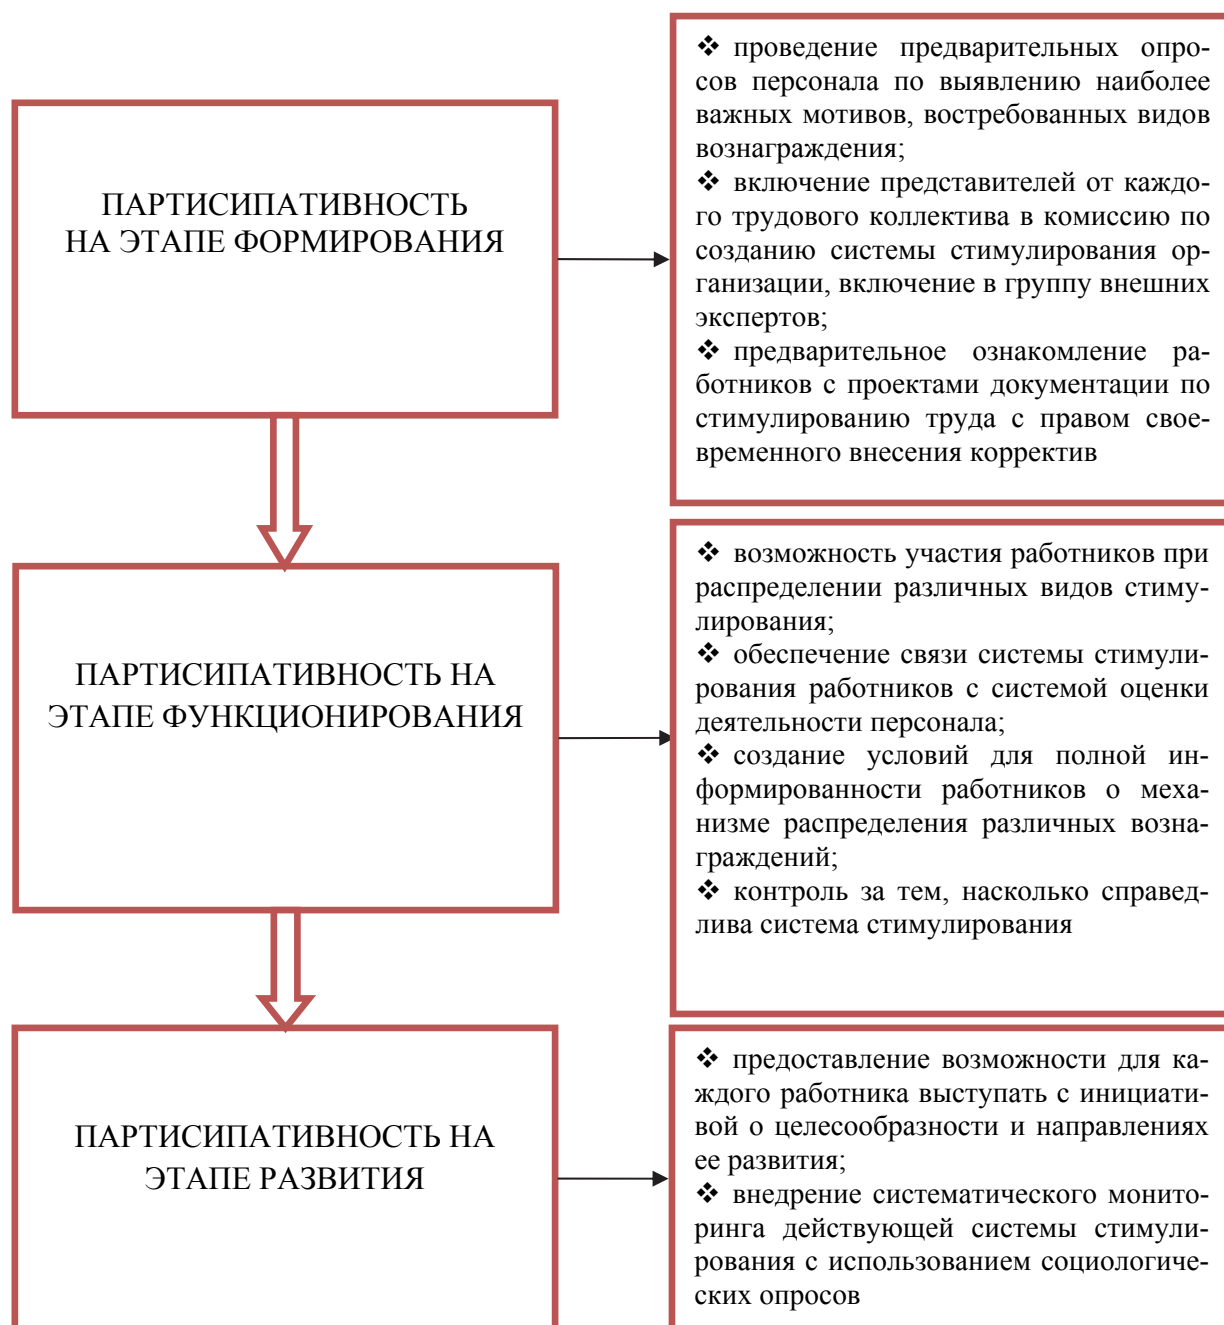 ПАРТИСИПАТИВНОСТЬ
НА ЭТАПЕ ФОРМИРОВАНИЯ
❖ проведение предварительных опро-
сов персонала по выявлению наиболее
важных мотивов, востребованных видов
вознаграждения;
❖ включение представителей от каждо-
го трудового коллектива в комиссию по
созданию системы стимулирования ор-
ганизации, включение в группу внешних
экспертов;
❖ предварительное ознакомление ра-
ботников с проектами документации по
стимулированию труда с правом свое-
временного внесения корректив
ПАРТИСИПАТИВНОСТЬ НА
ЭТАПЕ ФУНКЦИОНИРОВАНИЯ
❖ возможность участия работников при
распределении различных видов стиму-
лирования;
❖ обеспечение связи системы стимули-
рования работников с системой оценки
деятельности персонала;
❖ создание условий для полной ин-
формированности работников о меха-
низме распределения различных возна-
граждений;
❖ контроль за тем, насколько справед-
лива система стимулирования
ПАРТИСИПАТИВНОСТЬ НА
ЭТАПЕ РАЗВИТИЯ
❖ предоставление возможности для ка-
ждого работника выступать с инициати-
вой о целесообразности и направлениях
ее развития;
❖ внедрение систематического монито-
ринга действующей системы стимули-
рования с использованием социологиче-
ских опросов